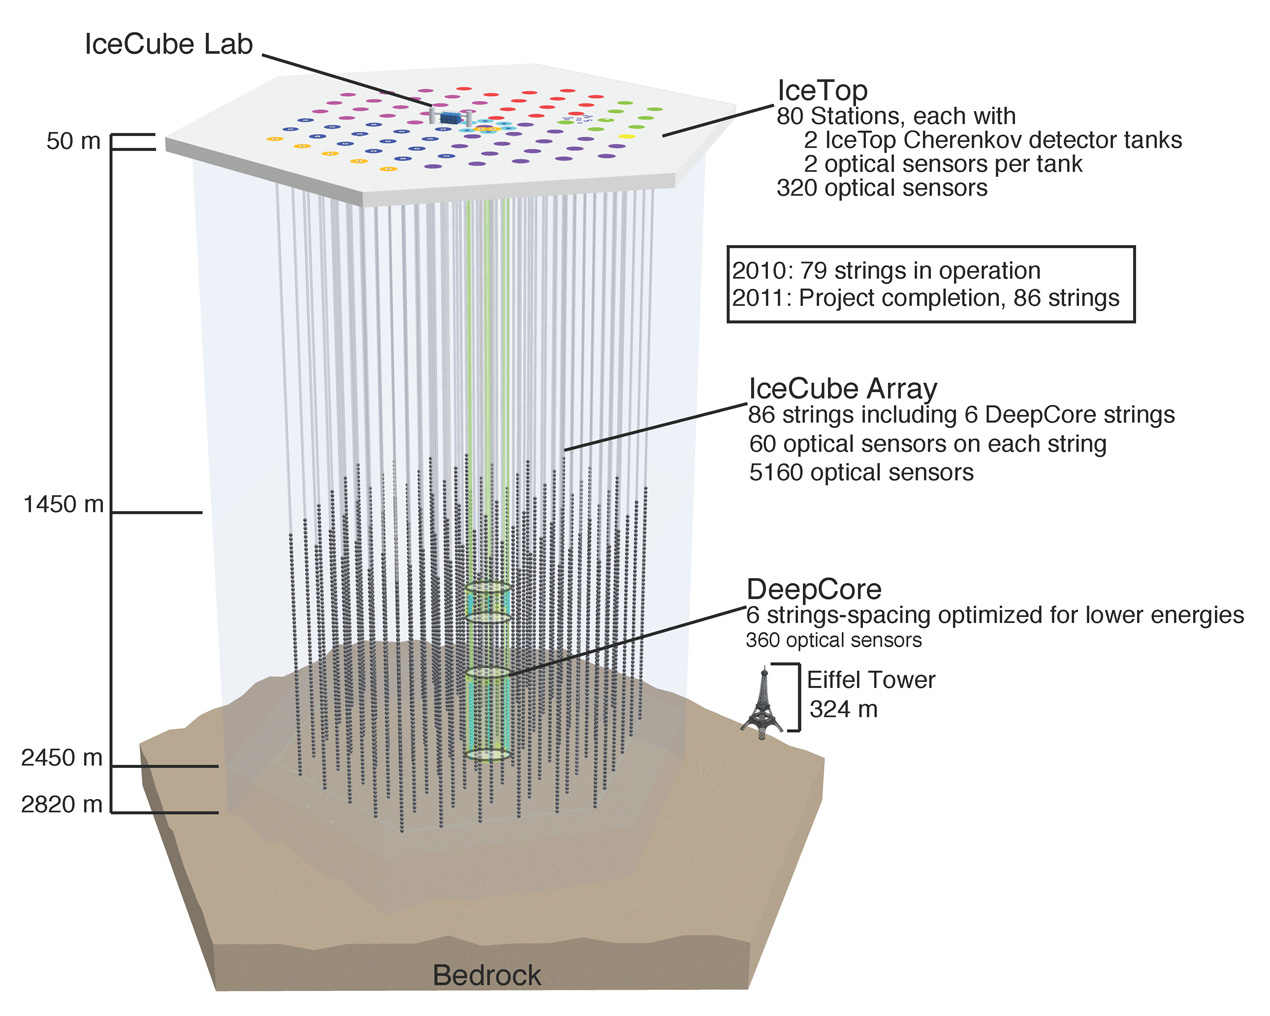 IceCube Lab
IceTop
80 Stations, each with
2 IceTop Cherenkov detector tanks
2 optical sensors per tank
320 optical sensors
50 m
2010: 79 strings in operation
2011: Project completion, 86 strings
IceCube Array
86 strings including 6 DeepCore strings
60 optical sensors on each string
5160 optical sensors
1450 m
DeepCore
6 strings-spacing optimized for lower energies
360 optical sensors
Eiffel Tower
324 m
2450 m
2820 m
Bedrock